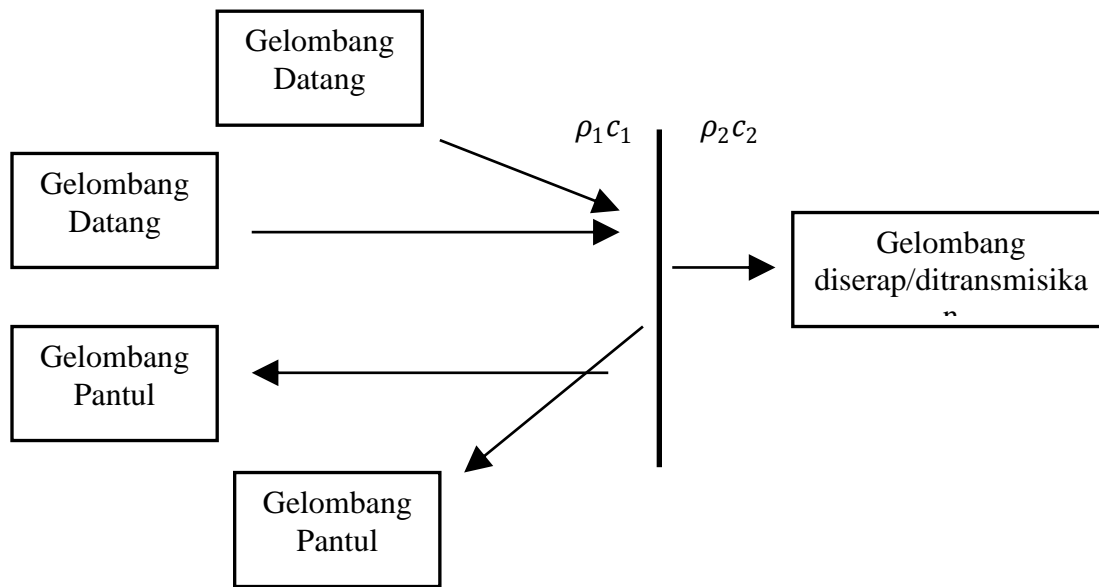 Gelombang
Datang
ρ₁c₁
ρ₂c₂
Gelombang
Datang
Gelombang
diserap/ditransmisika
n
Gelombang
Pantul
Gelombang
Pantul